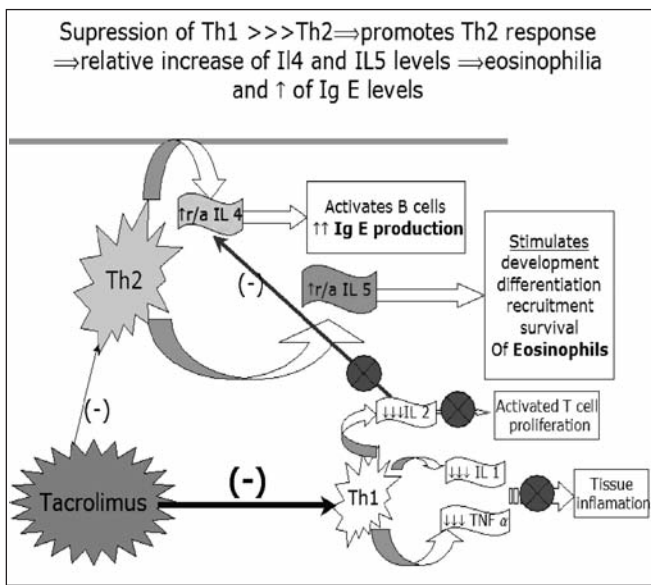 Supression of Th1 >>>Th2⇒promotes Th2 response
⇒relative increase of Il4 and IL5 levels ⇒eosinophilia
and ↑ of Ig E levels
↑r/a IL 4
Activates B cells
↑↑ Ig E production
Th2
(-)
↑r/a IL 5
Stimulates
development
differentiation
recruitment
survival
Of Eosinophils
(-)
↓↓↓IL 2
Activated T cell
proliferation
Tacrolimus
(-)
Th1
↓↓↓ IL 1
↓↓↓ TNF α
Tissue
inflamation